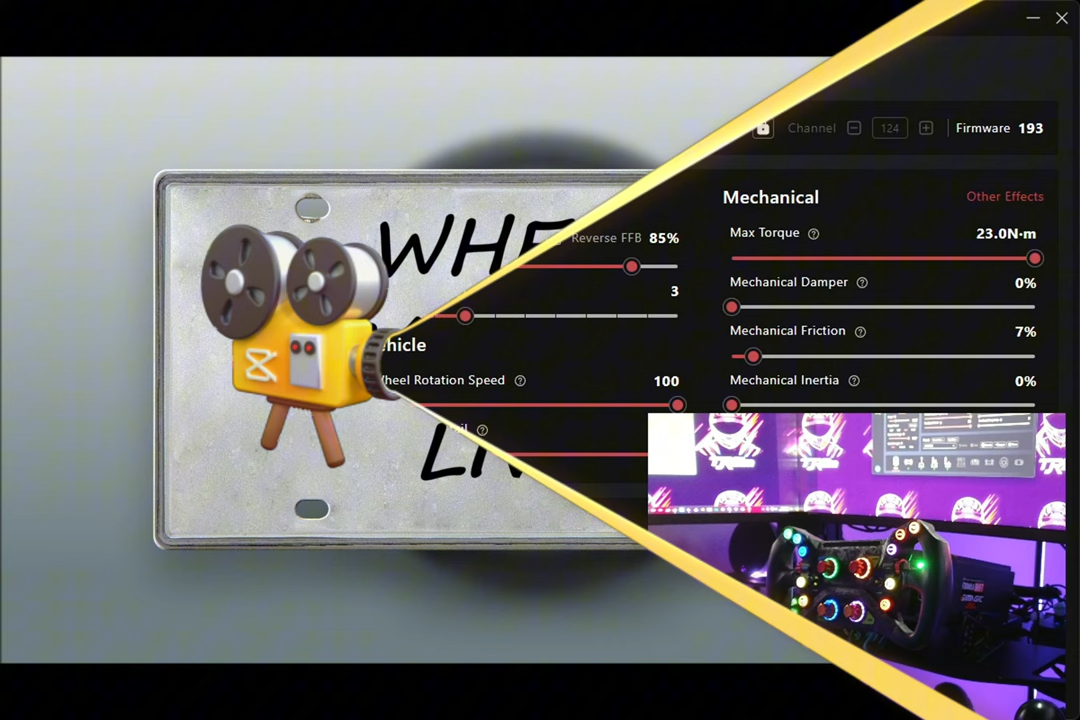 Channel 124 Firmware 193
Mechanical Other Effects
WHE
Reverse FFB 85%
Max Torque 23.0N·m
3
Mechanical Damper 0%
hicle
Mechanical Friction 7%
heel Rotation Speed 100
Mechanical Inertia 0%